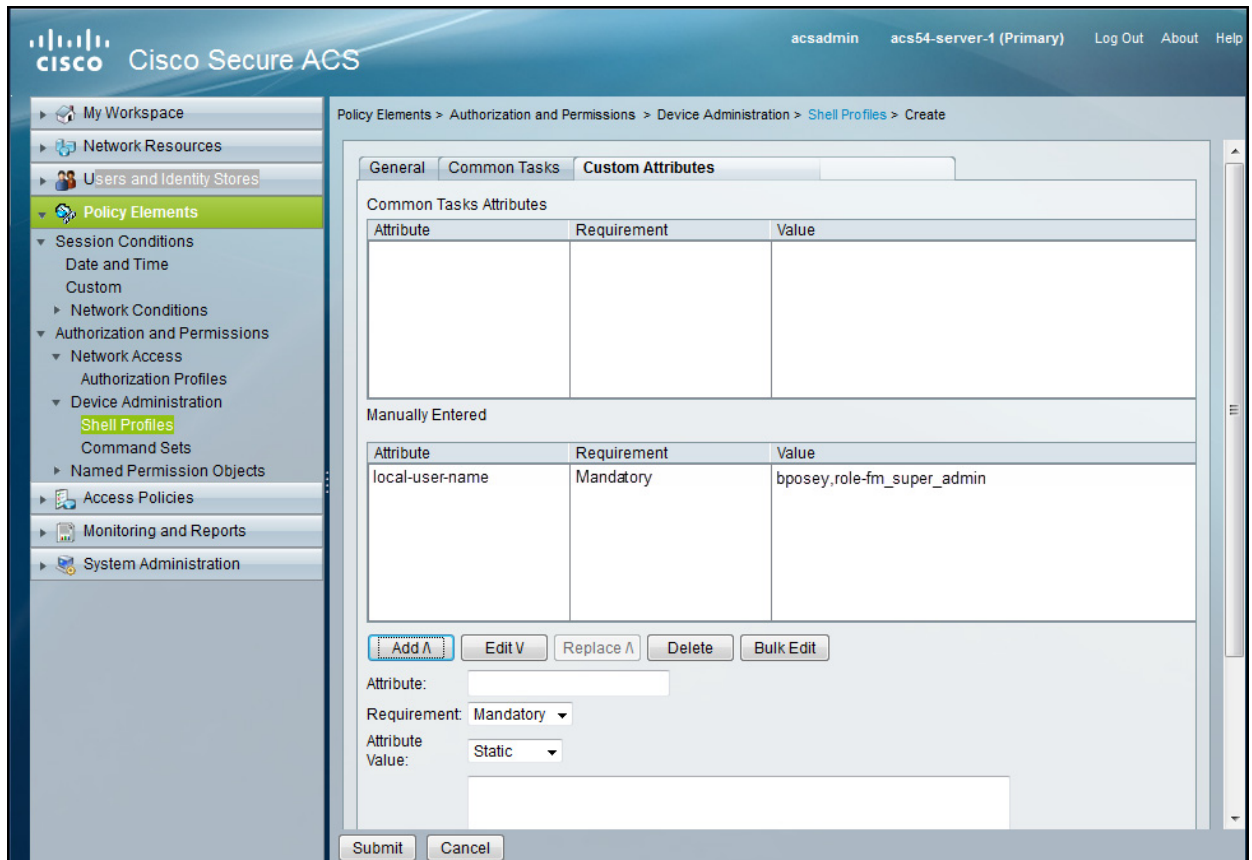 CISCO Cisco Secure ACS
acsadmin acs54-server-1 (Primary) Log Out About Help
My Workspace
Network Resources
Users and Identity Stores
Policy Elements
Session Conditions
Date and Time
Custom
Network Conditions
Authorization and Permissions
Network Access
Authorization Profiles
Device Administration
Shell Profiles
Command Sets
Named Permission Objects
Access Policies
Monitoring and Reports
System Administration
Policy Elements > Authorization and Permissions > Device Administration > Shell Profiles > Create
General Common Tasks Custom Attributes
Common Tasks Attributes
Attribute Requirement Value
Manually Entered
Attribute Requirement Value
local-user-name Mandatory bposey,role-fm_super_admin
Add /\ Edit \/ Replace /\ Delete Bulk Edit
Attribute:
Requirement: Mandatory
Attribute
Value: Static
Submit Cancel